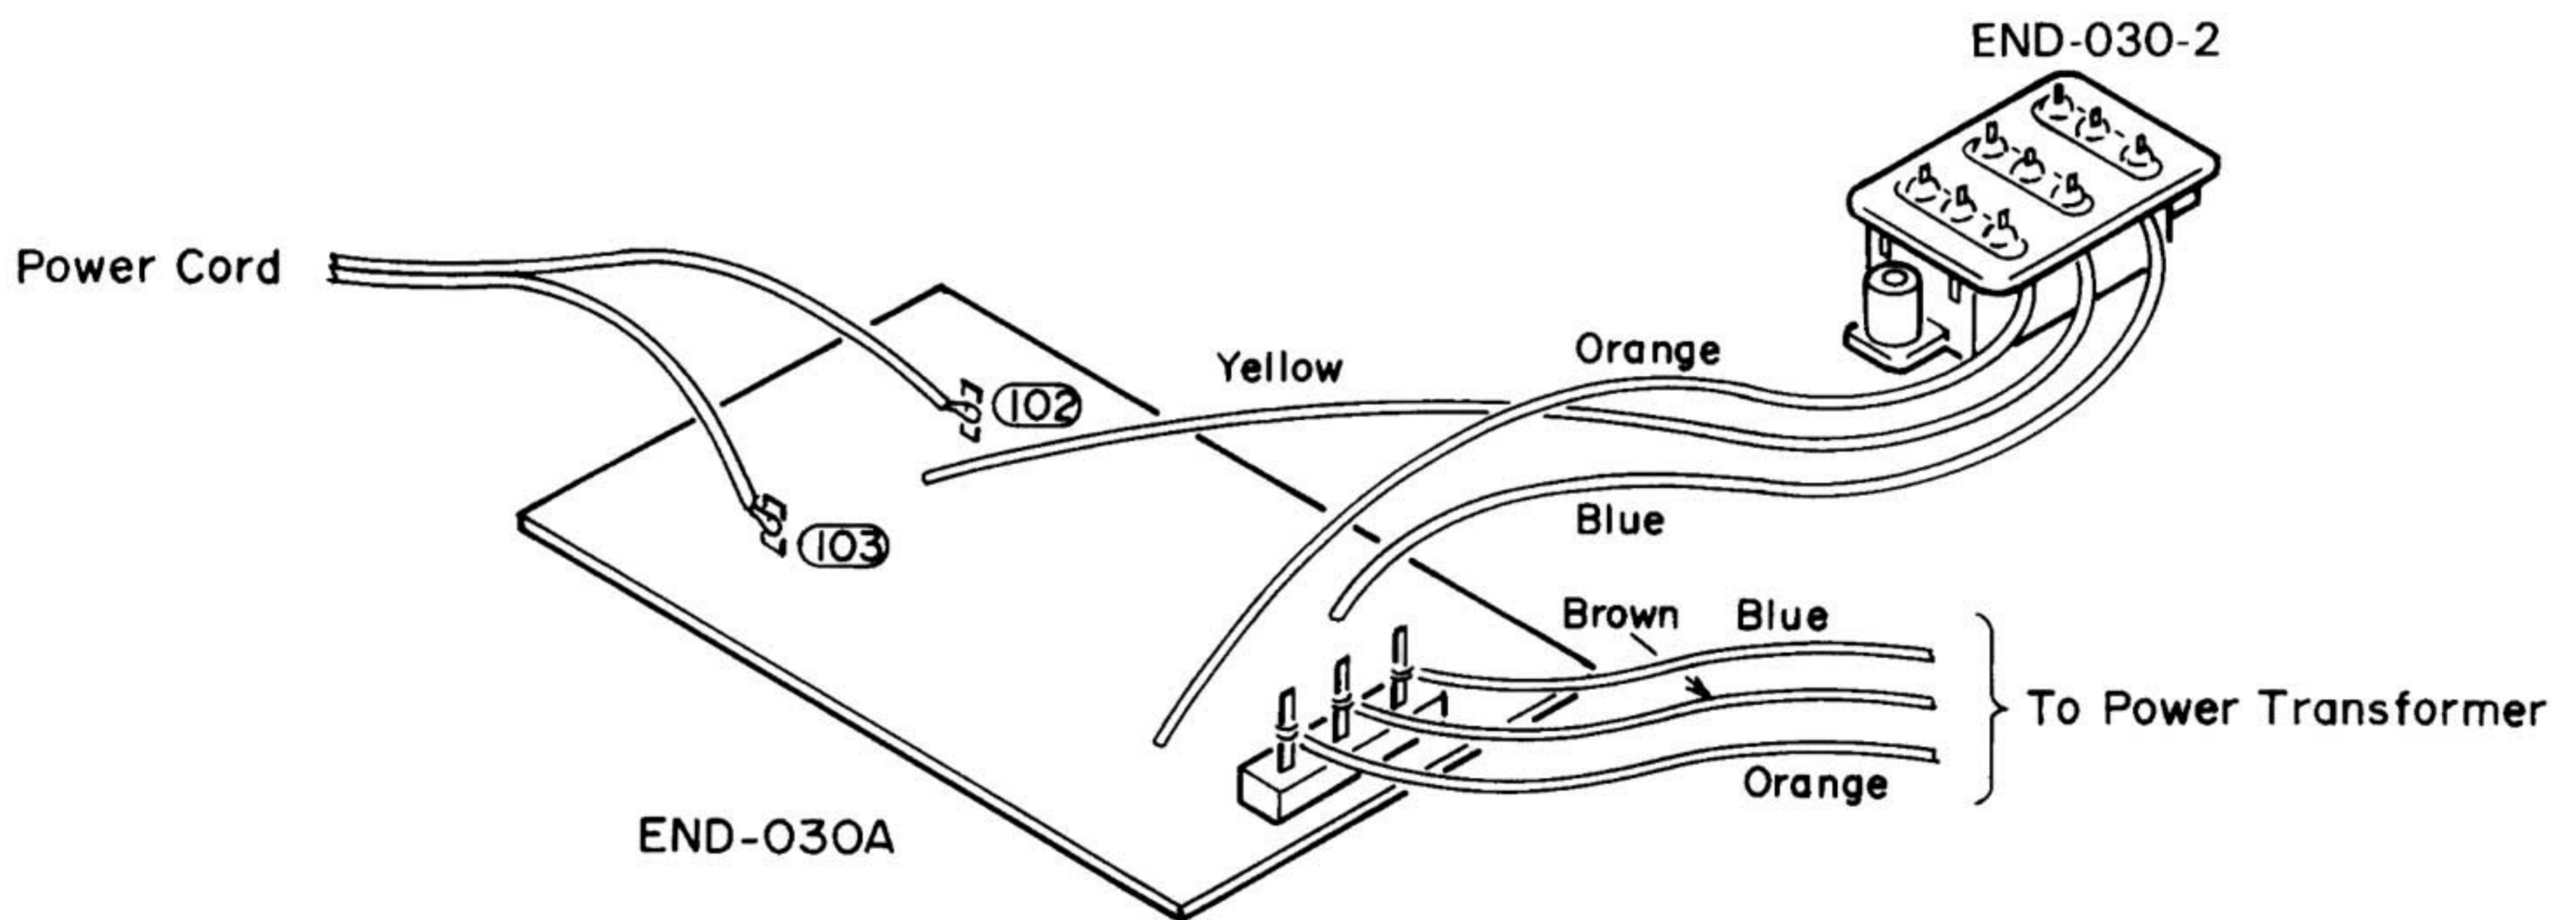 END-030-2
Power Cord
Yellow
Orange
102
103
Blue
Brown
Blue
To Power Transformer
Orange
END-030A